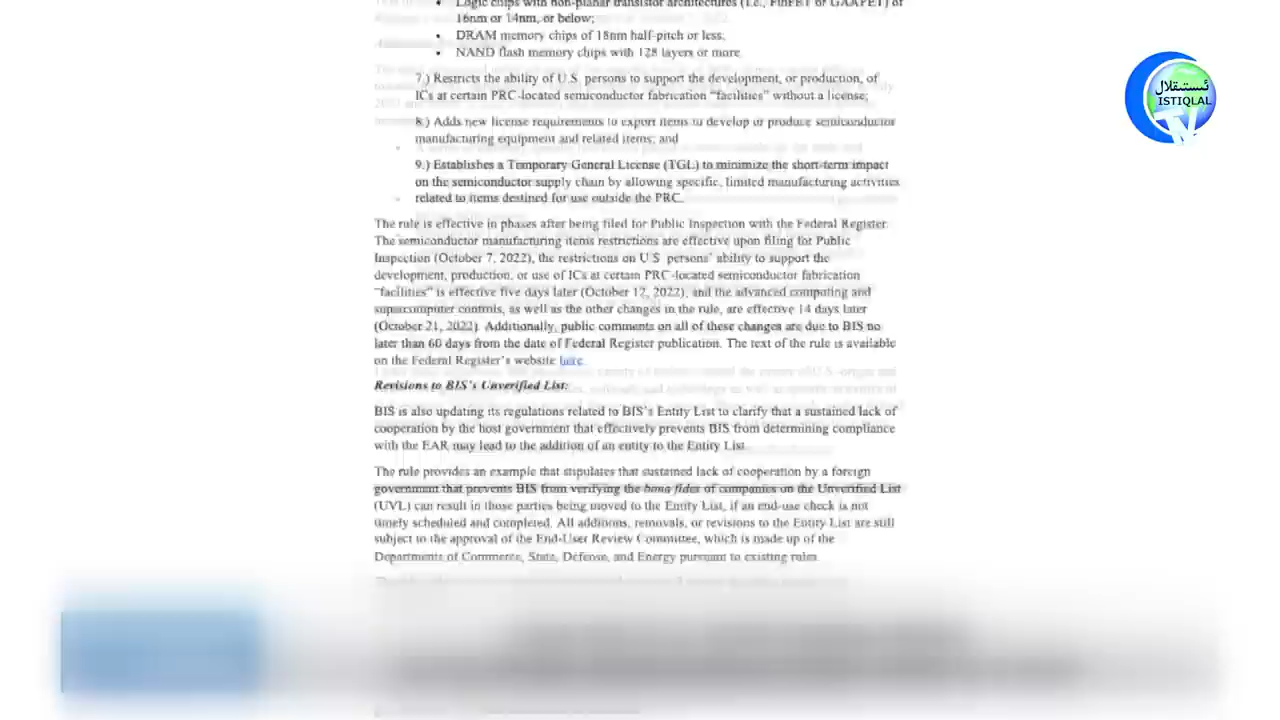 Logic chips with non-planar transistor architectures (I.e., FinFET or GAAFET) of
16nm or 14nm, or below;
• DRAM memory chips of 18nm half-pitch or less;
• NAND flash memory chips with 128 layers or more.
7.) Restricts the ability of U.S. persons to support the development, or production, of
ICs at certain PRC-located semiconductor fabrication “facilities” without a license;
8.) Adds new license requirements to export items to develop or produce semiconductor
manufacturing equipment and related items; and
9.) Establishes a Temporary General License (TGL) to minimize the short-term impact
on the semiconductor supply chain by allowing specific, limited manufacturing activities
related to items destined for use outside the PRC.
The rule is effective in phases after being filed for Public Inspection with the Federal Register.
The semiconductor manufacturing items restrictions are effective upon filing for Public
Inspection (October 7, 2022), the restrictions on U.S. persons’ ability to support the
development, production, or use of ICs at certain PRC-located semiconductor fabrication
“facilities” is effective five days later (October 12, 2022), and the advanced computing and
supercomputer controls, as well as the other changes in the rule, are effective 14 days later
(October 21, 2022). Additionally, public comments on all of these changes are due to BIS no
later than 60 days from the date of Federal Register publication. The text of the rule is available
on the Federal Register’s website here.
Revisions to BIS’s Unverified List:
BIS is also updating its regulations related to BIS’s Entity List to clarify that a sustained lack of
cooperation by the host government that effectively prevents BIS from determining compliance
with the EAR may lead to the addition of an entity to the Entity List.
The rule provides an example that stipulates that sustained lack of cooperation by a foreign
government that prevents BIS from verifying the bona fides of companies on the Unverified List
(UVL) can result in those parties being moved to the Entity List, if an end-use check is not
timely scheduled and completed. All additions, removals, or revisions to the Entity List are still
subject to the approval of the End-User Review Committee, which is made up of the
Departments of Commerce, State, Defense, and Energy pursuant to existing rules.
ئىستىقلال
ISTIQLAL
TV